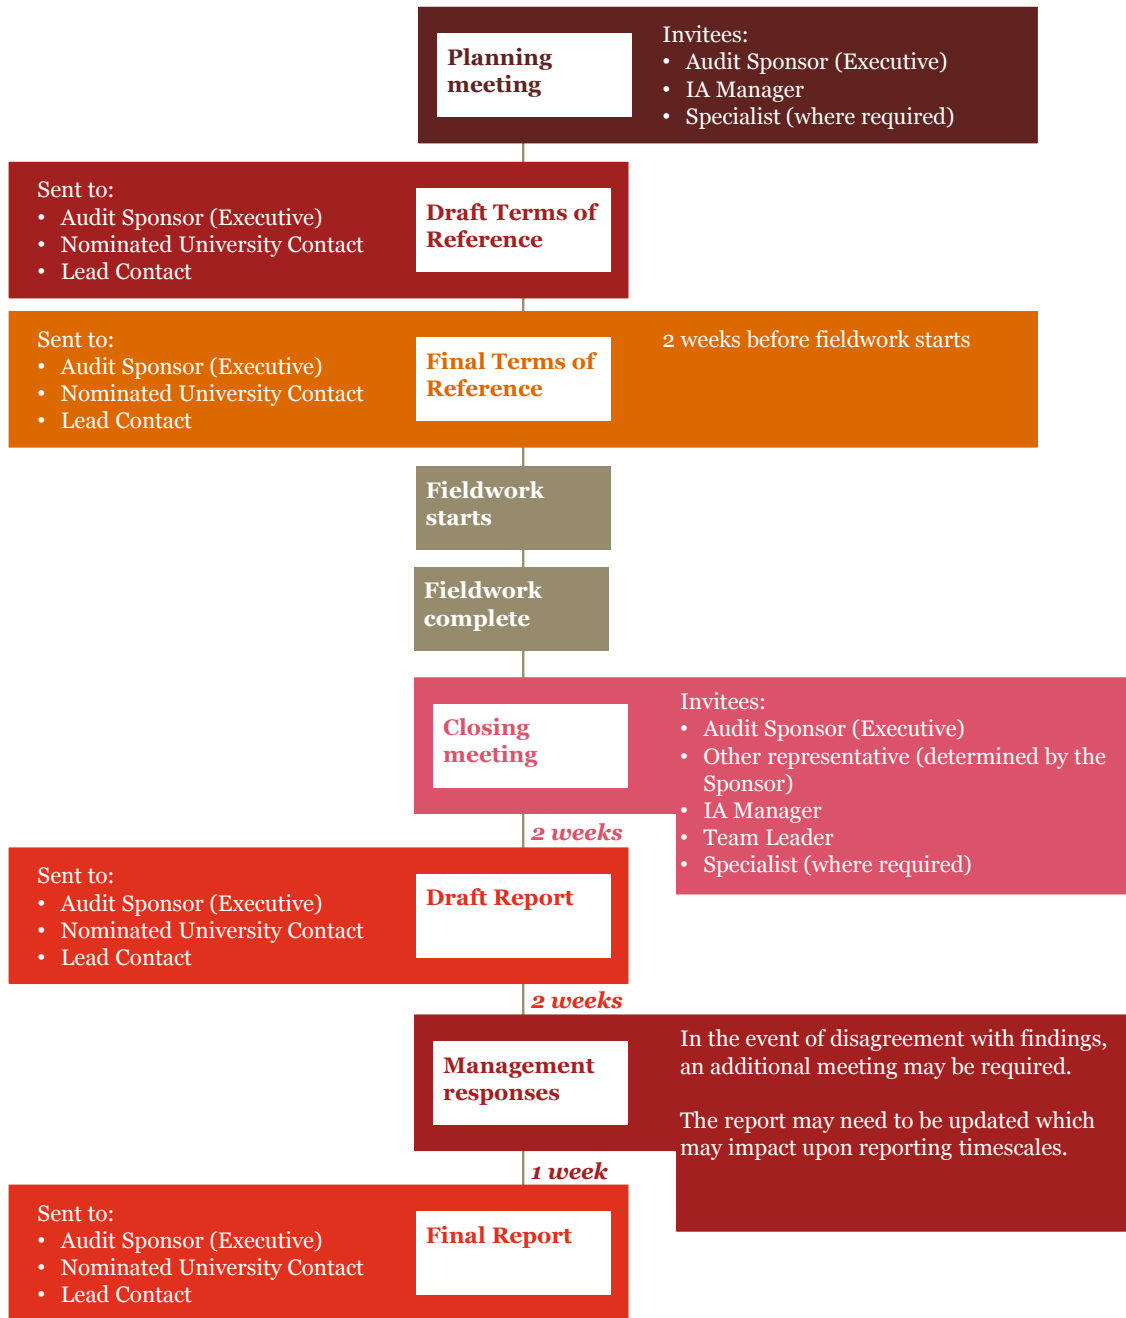 Planning
meeting
Invitees:
• Audit Sponsor (Executive)
• IA Manager
• Specialist (where required)
Sent to:
• Audit Sponsor (Executive)
• Nominated University Contact
• Lead Contact
Draft Terms of
Reference
Sent to:
• Audit Sponsor (Executive)
• Nominated University Contact
• Lead Contact
Final Terms of
Reference
2 weeks before fieldwork starts
Fieldwork
starts
Fieldwork
complete
Closing
meeting
Invitees:
• Audit Sponsor (Executive)
• Other representative (determined by the
Sponsor)
• IA Manager
• Team Leader
• Specialist (where required)
2 weeks
Sent to:
• Audit Sponsor (Executive)
• Nominated University Contact
• Lead Contact
Draft Report
2 weeks
Management
responses
In the event of disagreement with findings,
an additional meeting may be required.
The report may need to be updated which
may impact upon reporting timescales.
1 week
Sent to:
• Audit Sponsor (Executive)
• Nominated University Contact
• Lead Contact
Final Report